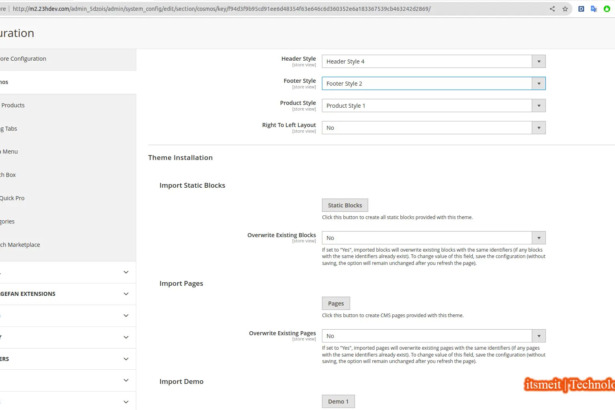 http://m2.23hdev.com/admin_5dzois/admin/system_config/edit/section/cosmos/key/
uration
ore Configuration
mos
Products
g Tabs
Menu
ch Box
Quick Pro
gories
ch Marketplace
GEFAN EXTENSIONS
ERS
Header Style
[store view]
Header Style 4
Footer Style
[store view]
Footer Style 2
Product Style
[store view]
Product Style 1
Right To Left Layout
[store view]
No
Theme Installation
Import Static Blocks
Static Blocks
Click this button to create all static blocks provided with this theme.
Overwrite Existing Blocks
[store view]
No
If set to "Yes", imported blocks will overwrite existing blocks with the same identifiers (if any blocks
with the same identifiers already exist). To change value of this field, save the configuration (without
saving, the option will remain unchanged after you refresh the page).
Import Pages
Pages
Click this button to create CMS pages provided with this theme.
Overwrite Existing Pages
[store view]
No
If set to "Yes", imported pages will overwrite existing pages with the same identifiers (if any pages
with the same identifiers already exist). To change value of this field, save the configuration (without
saving, the option will remain unchanged after you refresh the page).
Import Demo
Demo 1
itsmeit |Technolo